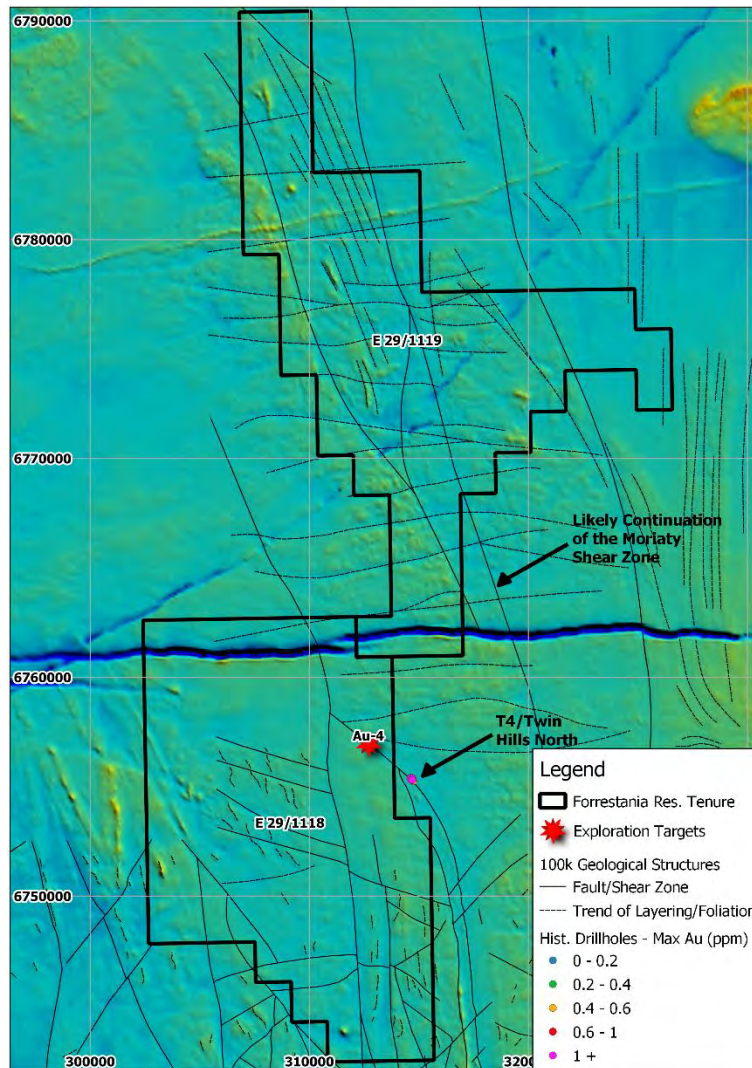 6790000
6780000
E 29/1119
6770000
Likely Continuation
of the Moriaty
Shear Zone
6760000
Au-4
T4/Twin
Hills North
E 29/1118
6750000
300000
310000
320
Legend
Forrestania Res. Tenure
Exploration Targets
100k Geological Structures
Fault/Shear Zone
Trend of Layering/Foliation
Hist. Drillholes - Max Au (ppm)
0 - 0.2
0.2 - 0.4
0.4 - 0.6
0.6 - 1
1 +